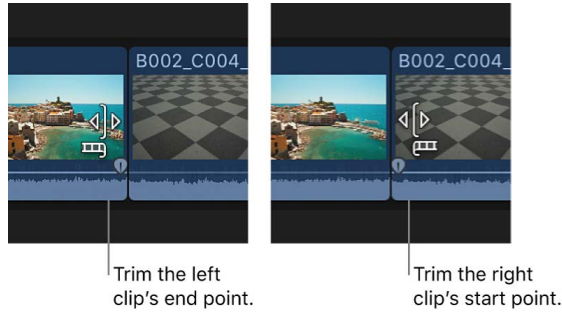 B002_C004_
B002_C004_
Trim the left
clip's end point.
Trim the right
clip's start point.